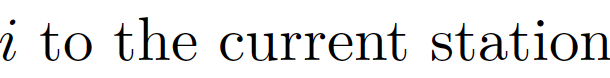 i to the current station